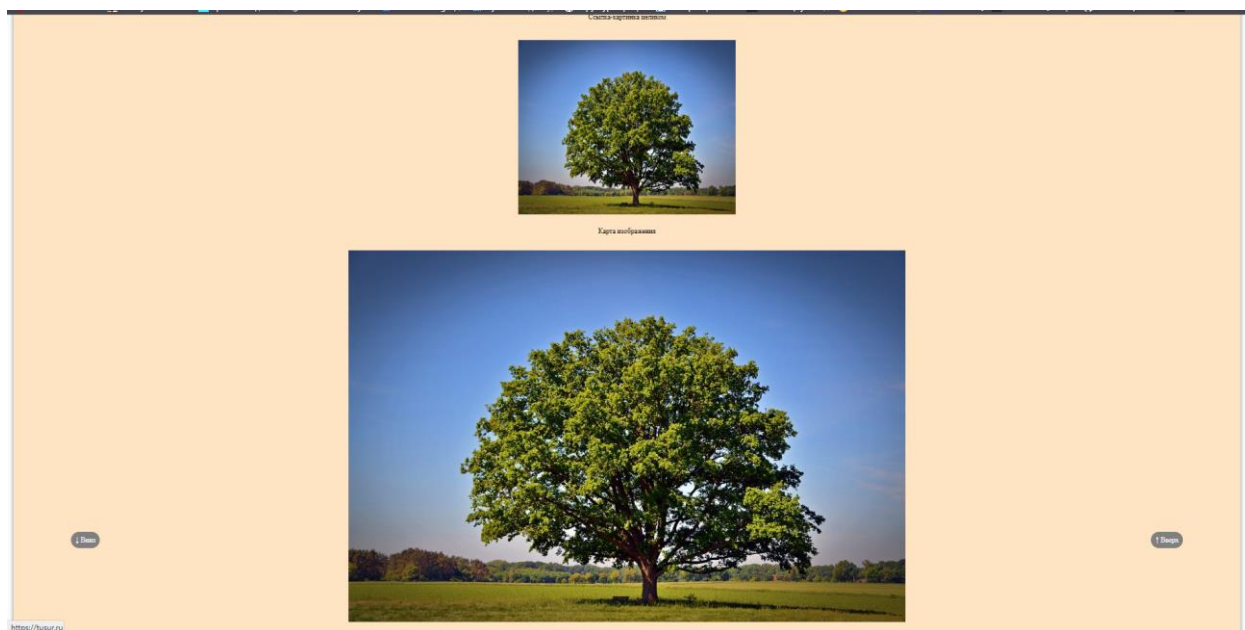 Ссылка-картинка целиком
Карта изображения
↓ Вниз
↑ Вверх
https://tusur.ru